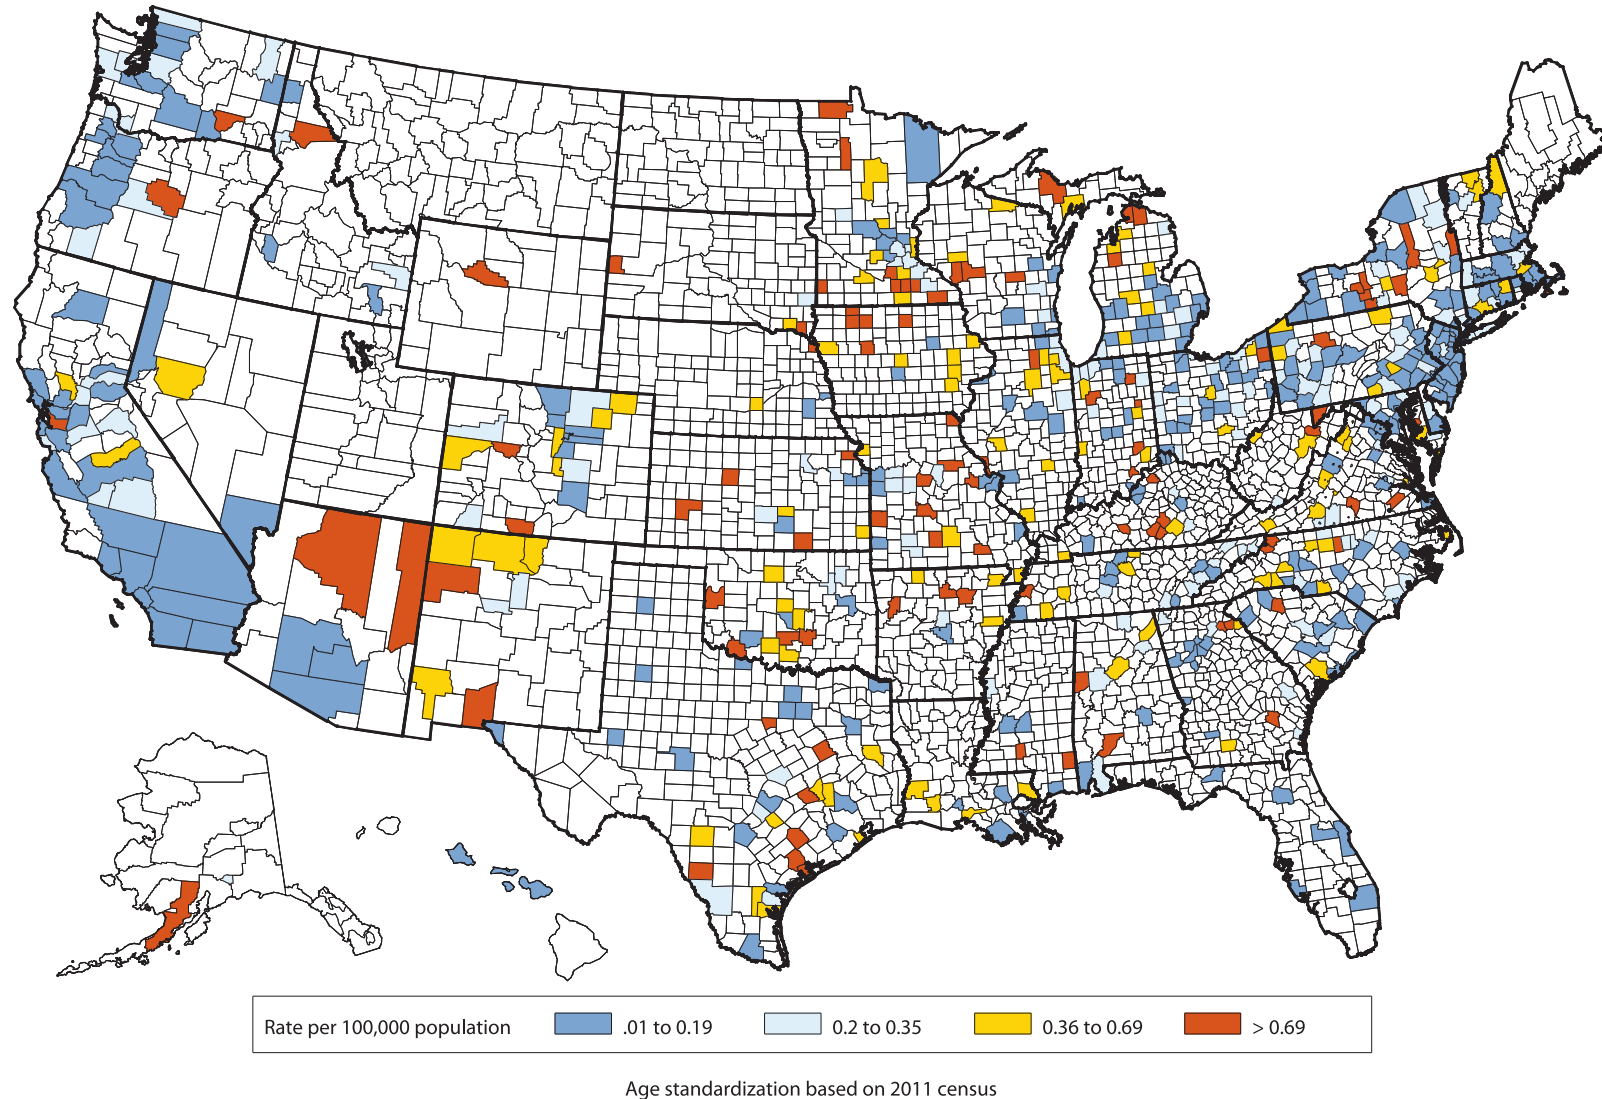 Rate per 100,000 population .01 to 0.19 0.2 to 0.35 0.36 to 0.69 > 0.69
Age standardization based on 2011 census